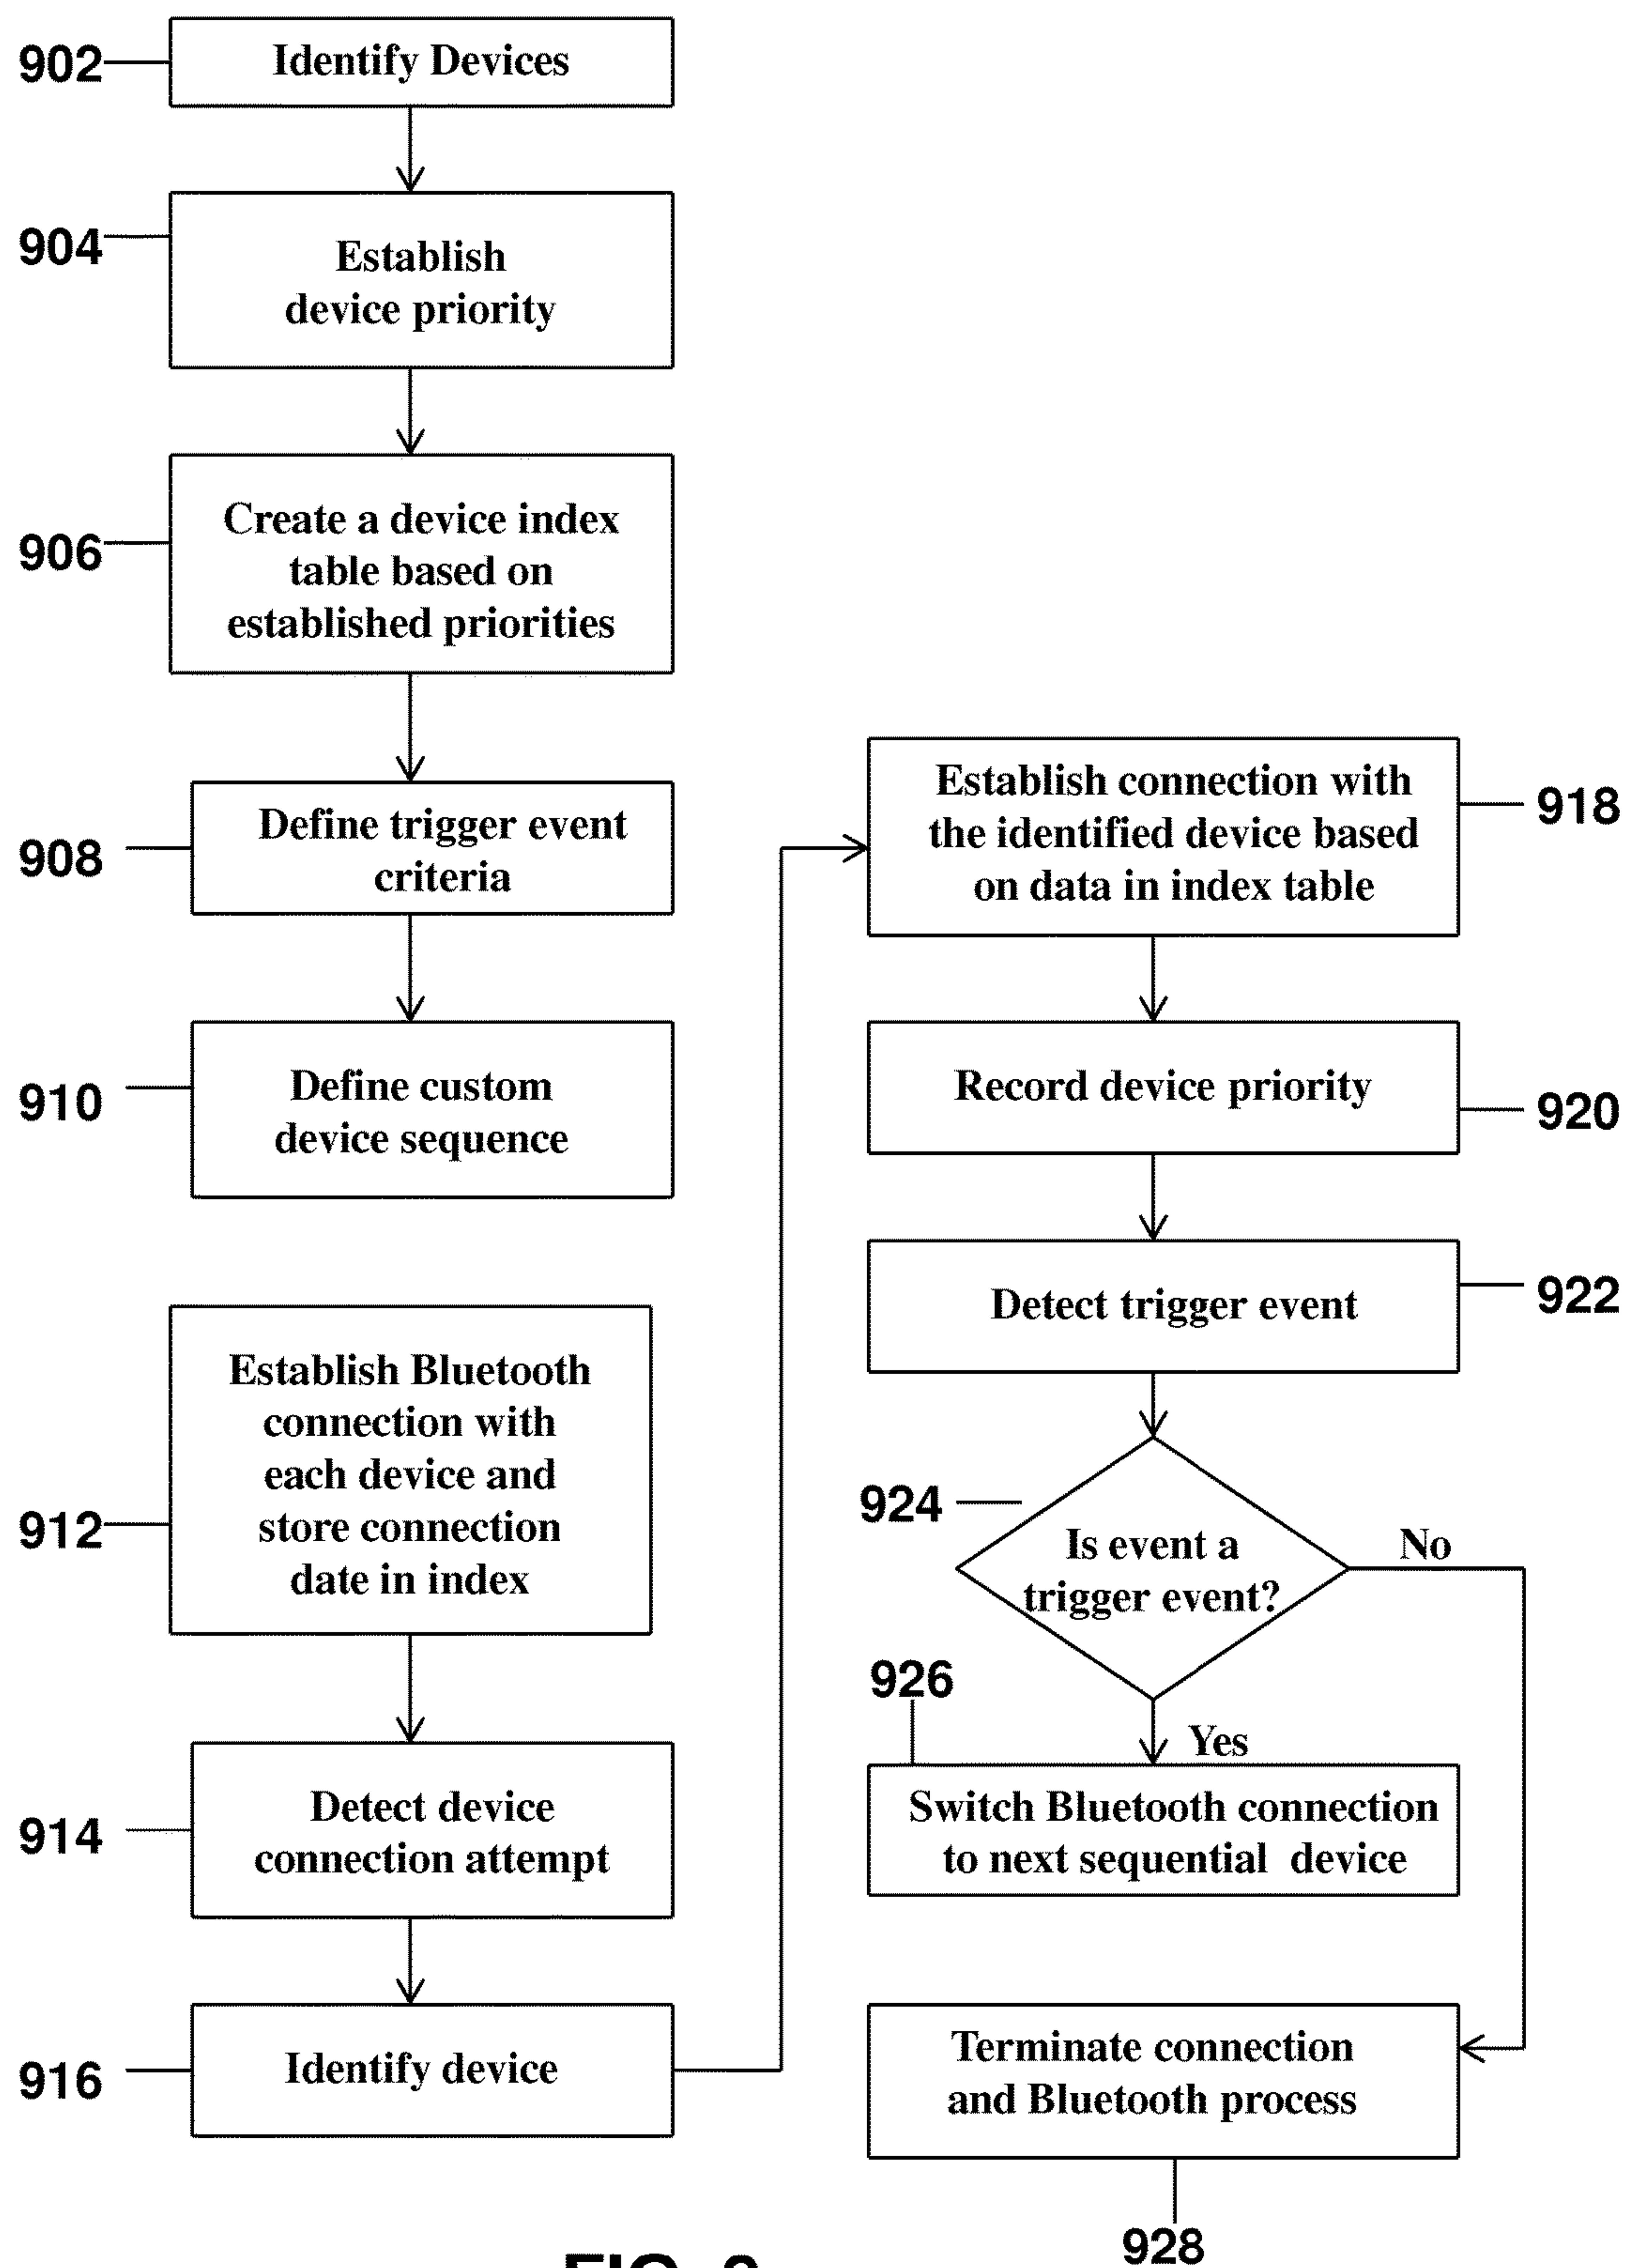 902
Identify Devices
904
Establish
device priority
906
Create a device index
table based on
established priorities
908
Define trigger event
criteria
910
Define custom
device sequence
912
Establish Bluetooth
connection with
each device and
store connection
date in index
914
Detect device
connection attempt
916
Identify device
Establish connection with
the identified device based
on data in index table
918
Record device priority
920
Detect trigger event
922
924
Is event a
trigger event?
No
926
Yes
Switch Bluetooth connection
to next sequential device
Terminate connection
and Bluetooth process
928
FIG.